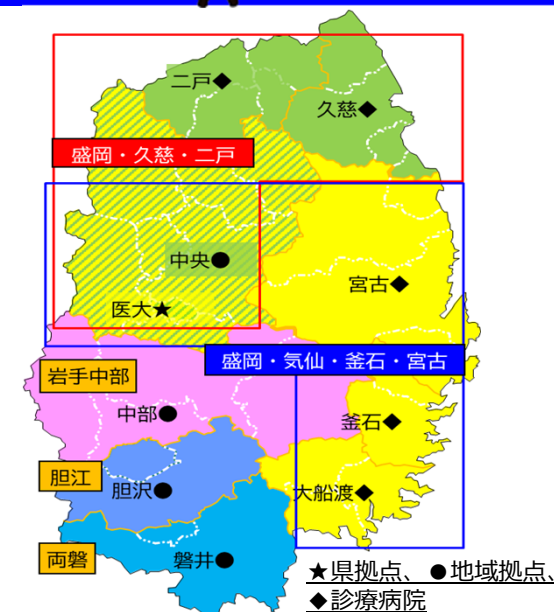 二戸◆
久慈◆
盛岡・久慈・二戸
中央●
宮古◆
医大★
盛岡・気仙・釜石・宮古
岩手中部
中部●
釜石◆
胆江
胆沢●
大船渡◆
両磐
磐井●
★県拠点、●地域拠点、
◆診療病院